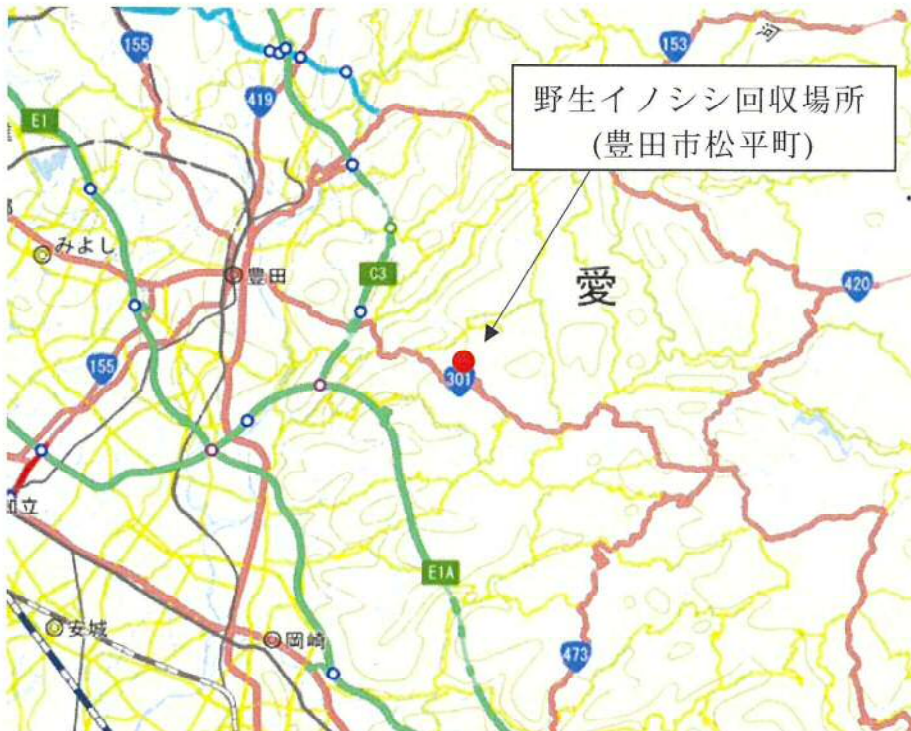 155
153
河
419
野生イノシシ回収場所
(豊田市松平町)
E1
みよし
豊田
C3
愛
420
155
301
立
E1A
安城
岡崎
473